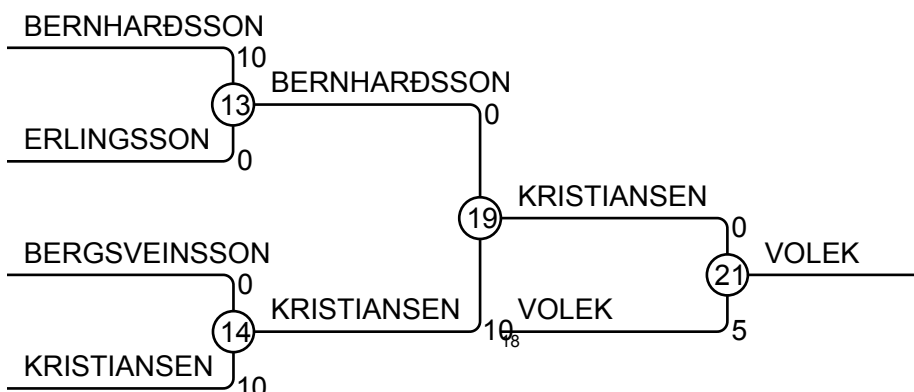 BERNHARÐSSON
10
13
BERNHARÐSSON
0
ERLINGSSON
0
19
KRISTIANSEN
0
BERGSVEINSSON
0
21
VOLEK
14
KRISTIANSEN
10
18
VOLEK
5
KRISTIANSEN
10